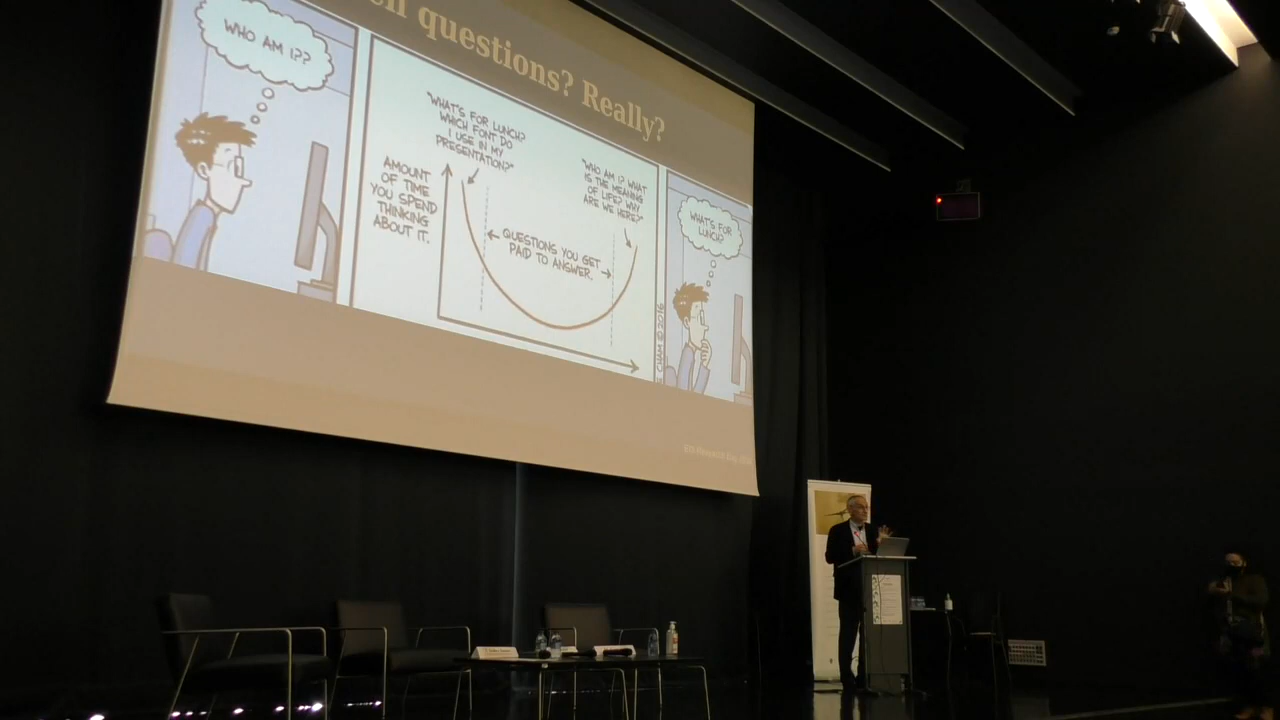 questions? Really?
WHO AM I??
"WHAT'S FOR LUNCH?
WHICH FONT DO
I USE IN MY
PRESENTATION?"
AMOUNT
OF TIME
YOU SPEND
THINKING
ABOUT IT.
QUESTIONS YOU GET
PAID TO ANSWER.
"WHO AM I? WHAT
IS THE MEANING
OF LIFE? WHY
ARE WE HERE?"
CHAM © 2016
WHAT'S FOR
LUNCH?